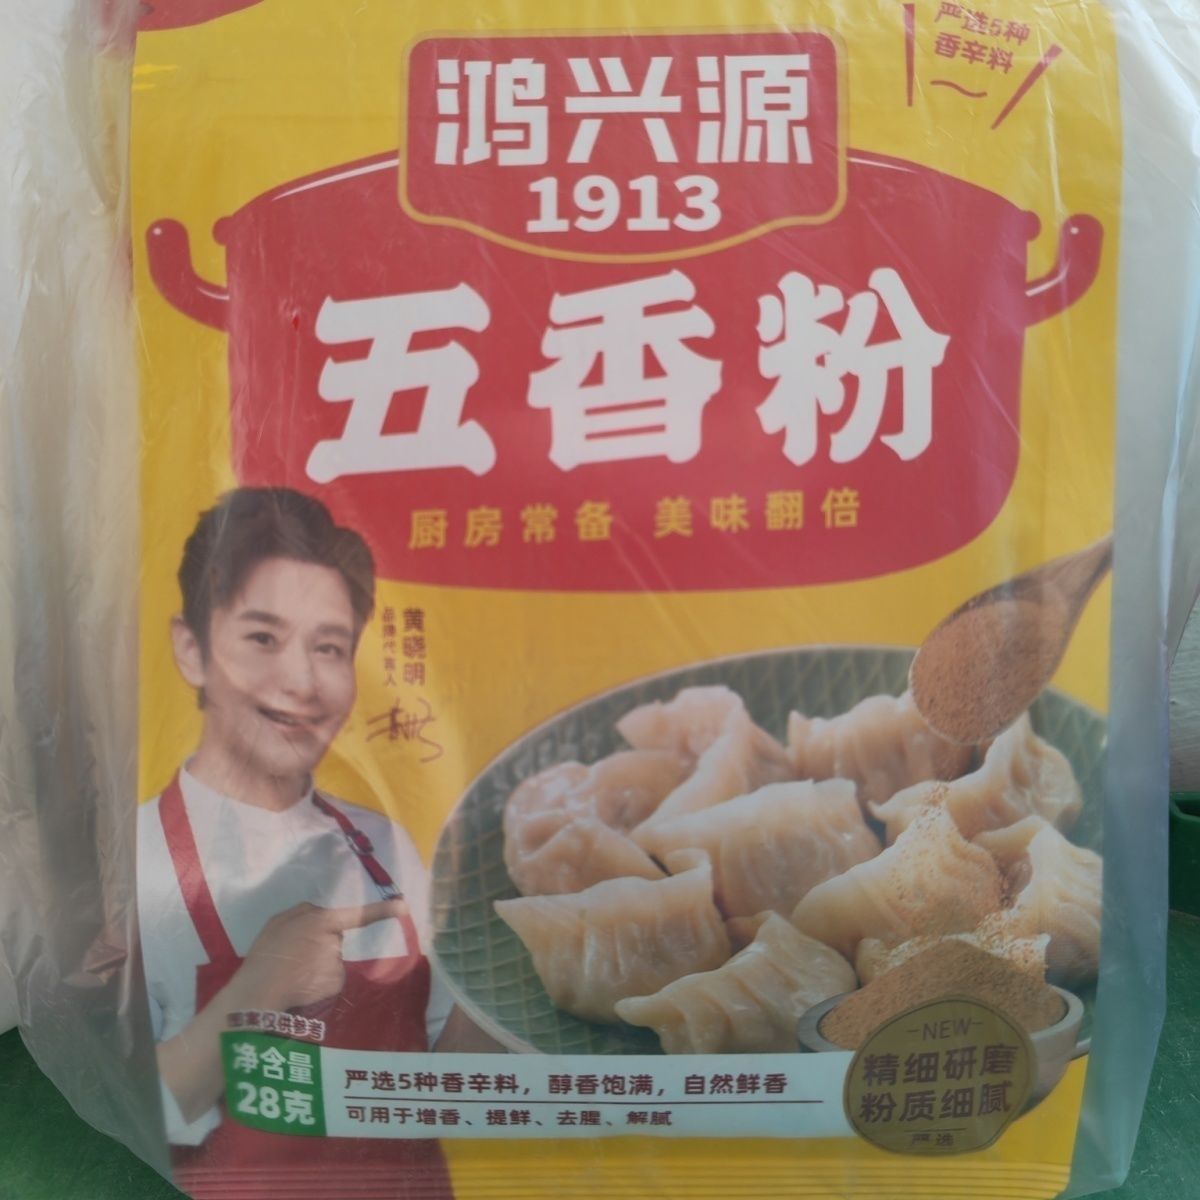 严选5种
香辛料
鸿兴源
1913
五香粉
厨房常备 美味翻倍
黄晓明
品牌代言人
图案仅供参考
净含量
28克
严选5种香辛料，醇香饱满，自然鲜香
可用于增香、提鲜、去腥、解腻
-NEW-
精细研磨
粉质细腻
严选